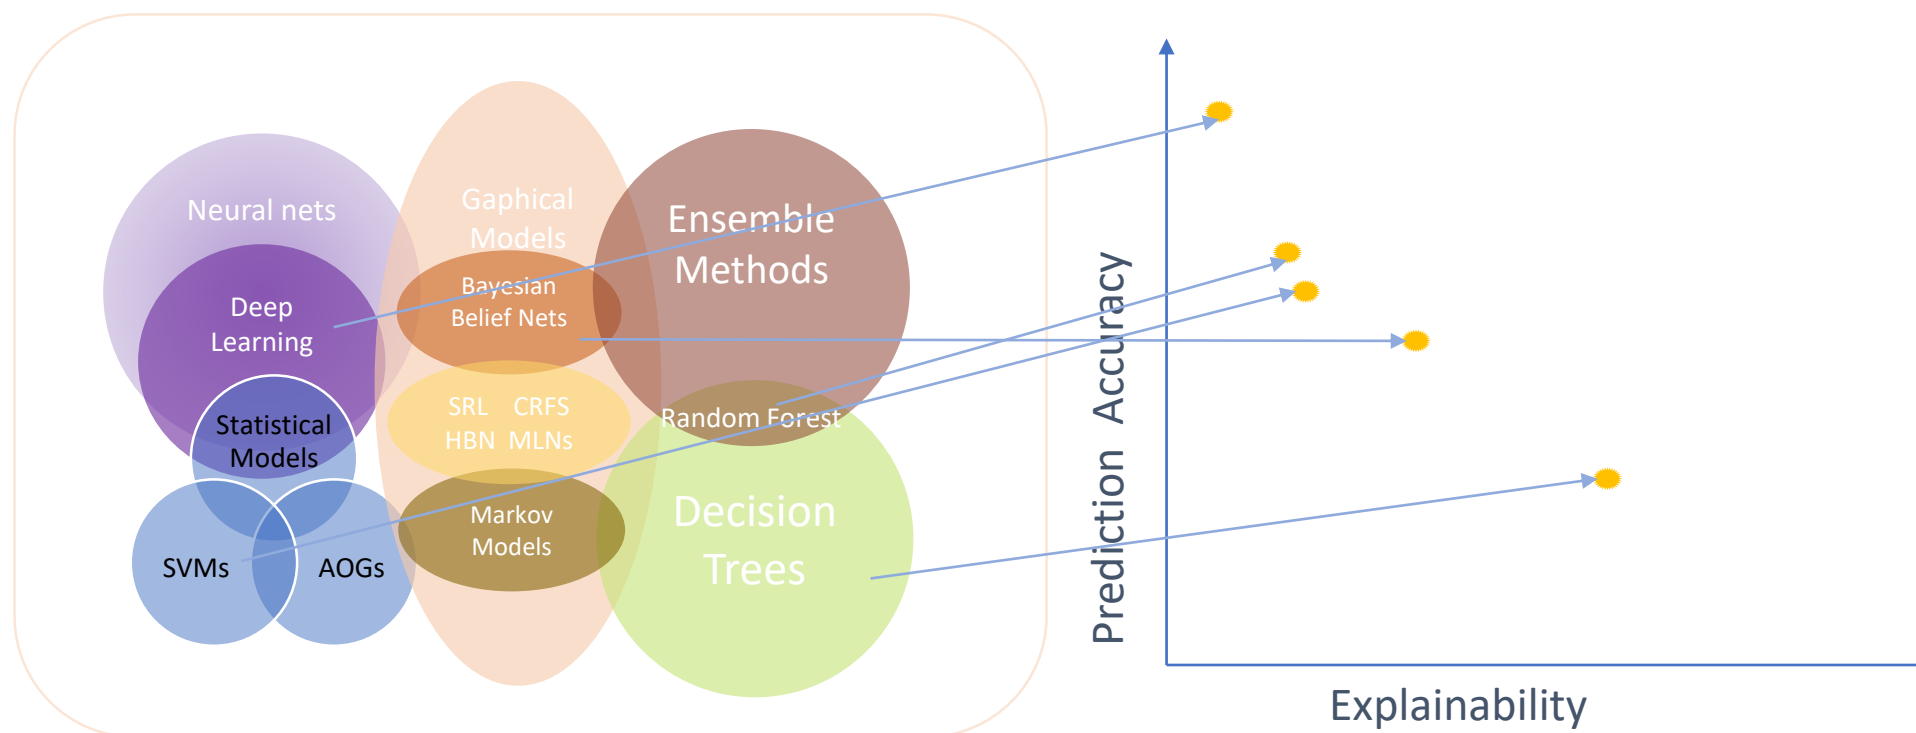 Neural nets
Deep
Learning
Statistical
Models
SVMs
AOGs
Gaphical
Models
Bayesian
Belief Nets
SRL CRFS
HBN MLNs
Markov
Models
Ensemble
Methods
Random Forest
Decision
Trees
Prediction Accuracy
Explainability